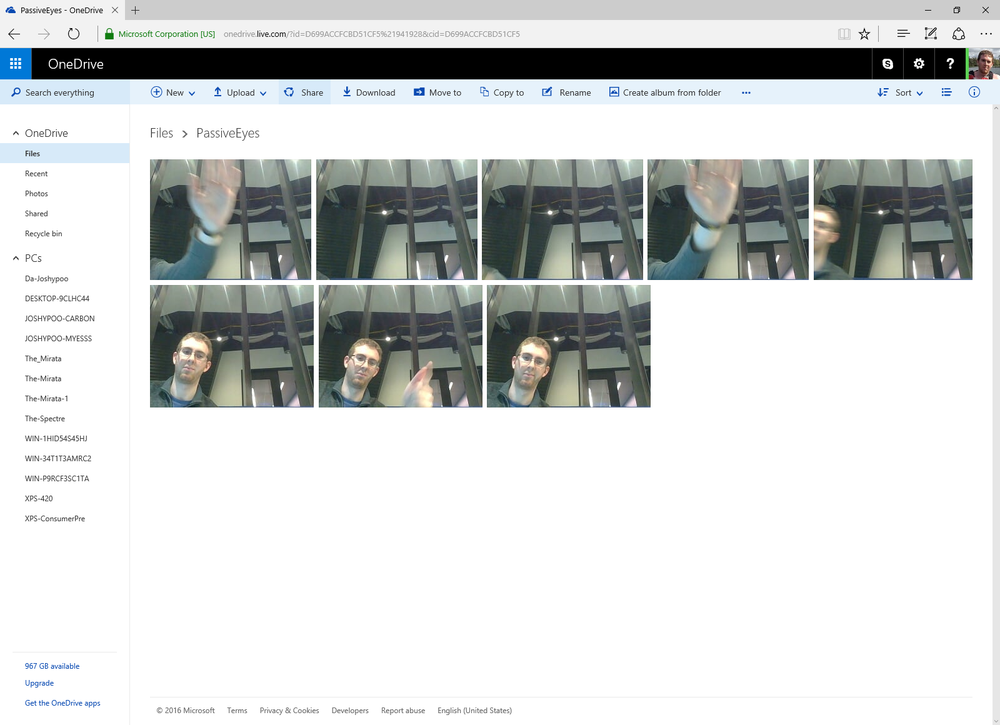 PassiveEyes - OneDrive
Microsoft Corporation [US] onedrive.live.com/?id=D699ACCFCBD51CF5%21941928&cid=D699ACCFCBD51CF5
OneDrive
Search everything New Upload Share Download Move to Copy to Rename Create album from folder Sort
Files > PassiveEyes
OneDrive
Files
Recent
Photos
Shared
Recycle bin
PCs
Da-Joshypoo
DESKTOP-9CLHC44
JOSHYPOO-CARBON
JOSHYPOO-MYESSS
The_Mirata
The-Mirata
The-Mirata-1
The-Spectre
WIN-1HID54S45HJ
WIN-34T1T3AMRC2
WIN-P9RCF3SC1TA
XPS-420
XPS-ConsumerPre
967 GB available
Upgrade
Get the OneDrive apps
© 2016 Microsoft Terms Privacy & Cookies Developers Report abuse English (United States)